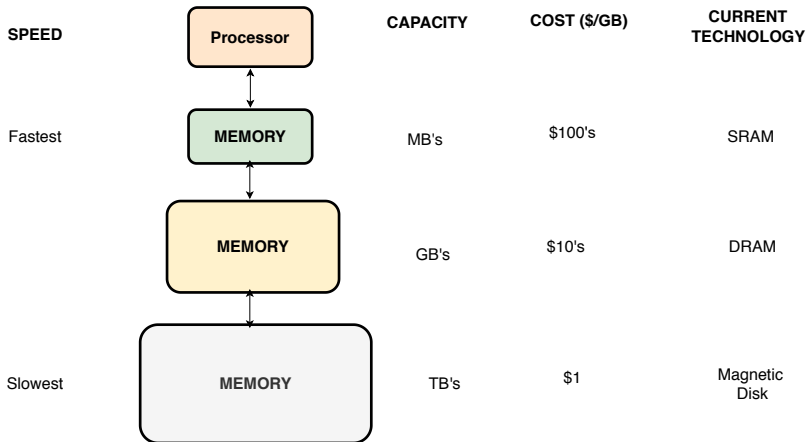 SPEED
Processor
CAPACITY
COST ($/GB)
CURRENT
TECHNOLOGY
Fastest
MEMORY
MB's
$100's
SRAM
MEMORY
GB's
$10's
DRAM
Slowest
MEMORY
TB's
$1
Magnetic
Disk